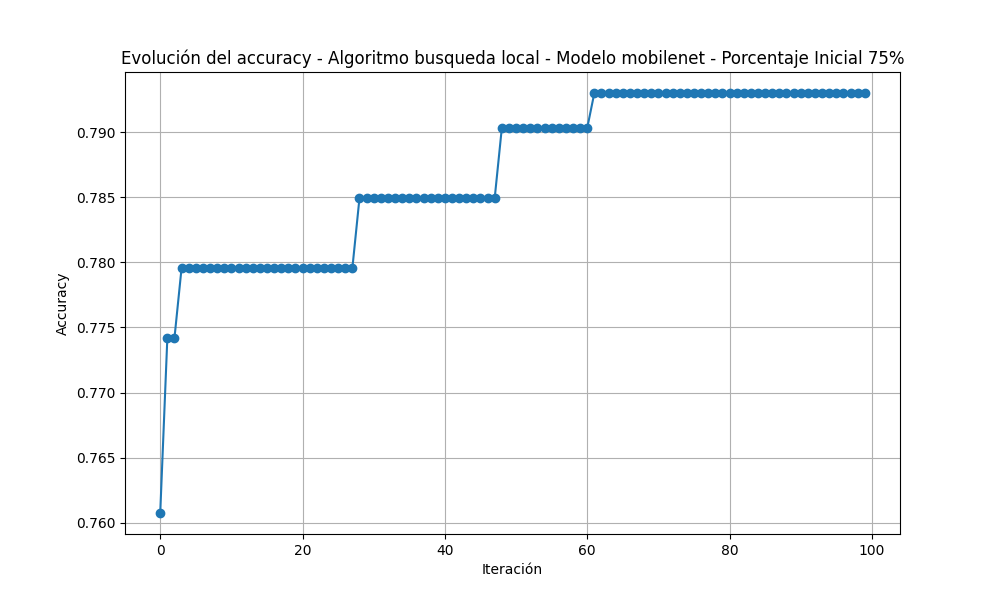 Evolución del accuracy - Algoritmo busqueda local - Modelo mobilenet - Porcentaje Inicial 75%
Accuracy
0.790
0.785
0.780
0.775
0.770
0.765
0.760
0 20 40 60 80 100
Iteración